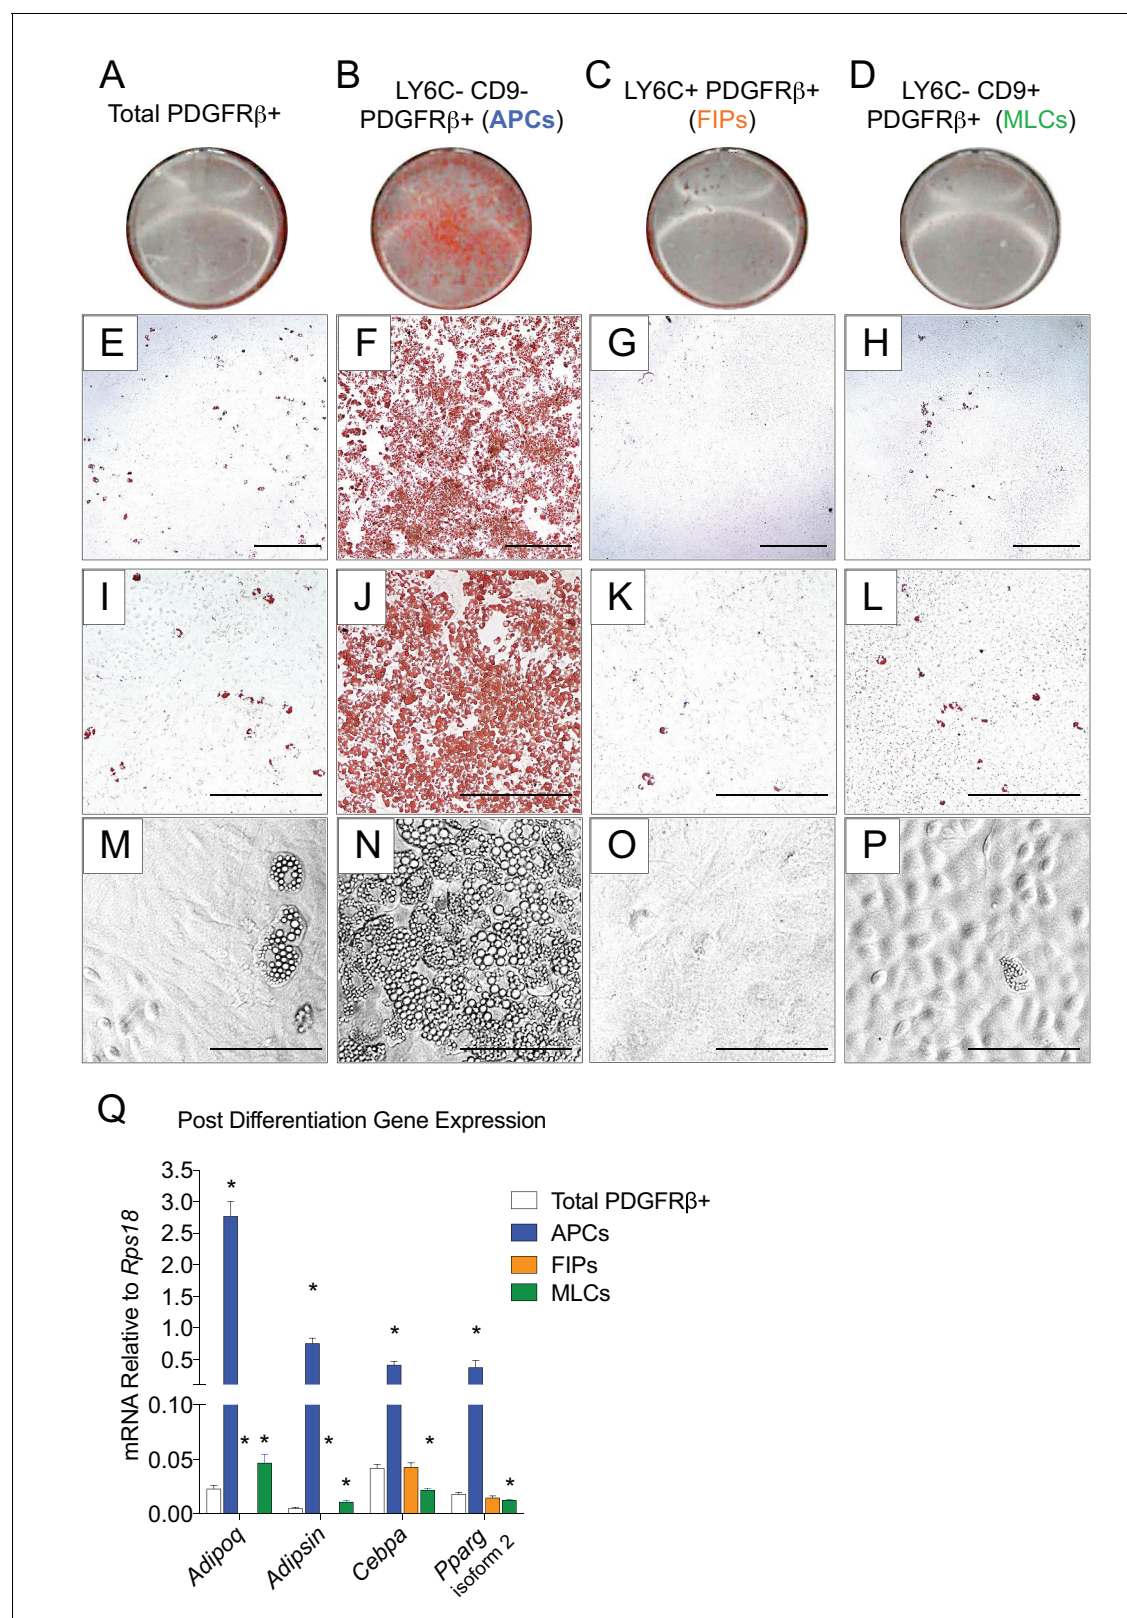 A
Total PDGFRβ+
B
LY6C- CD9-
PDGFRβ+ (APCs)
C
LY6C+ PDGFRβ+
(FIPs)
D
LY6C- CD9+
PDGFRβ+ (MLCs)
E
F
G
H
I
J
K
L
M
N
O
P
Q
Post Differentiation Gene Expression
mRNA Relative to Rps18
3.5
3.0
2.5
2.0
1.5
1.0
0.5
0.10
0.05
0.00
*
*
*
*
*
*
*
*
*
*
Total PDGFRβ+
APCs
FIPs
MLCs
Adipoq
Adipsin
Cebpa
Pparg
isoform 2